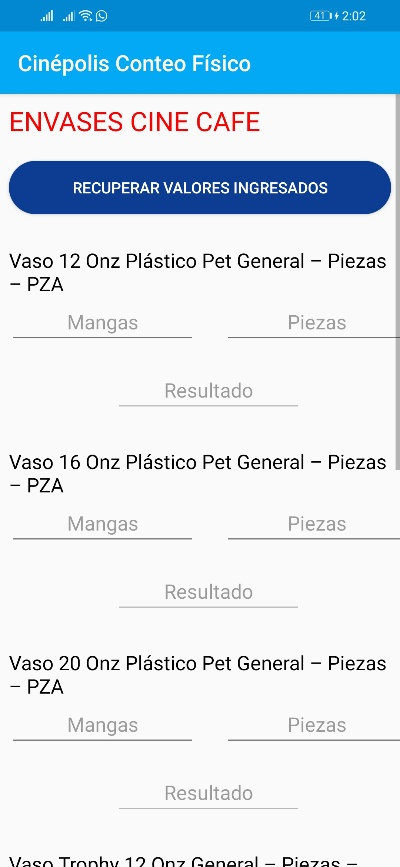 41 2:02
Cinépolis Conteo Físico
ENVASES CINE CAFE
RECUPERAR VALORES INGRESADOS
Vaso 12 Onz Plástico Pet General – Piezas
– PZA
Mangas Piezas
Resultado
Vaso 16 Onz Plástico Pet General – Piezas
– PZA
Mangas Piezas
Resultado
Vaso 20 Onz Plástico Pet General – Piezas
– PZA
Mangas Piezas
Resultado
Vaso Trophy 12 Onz General – Piezas –